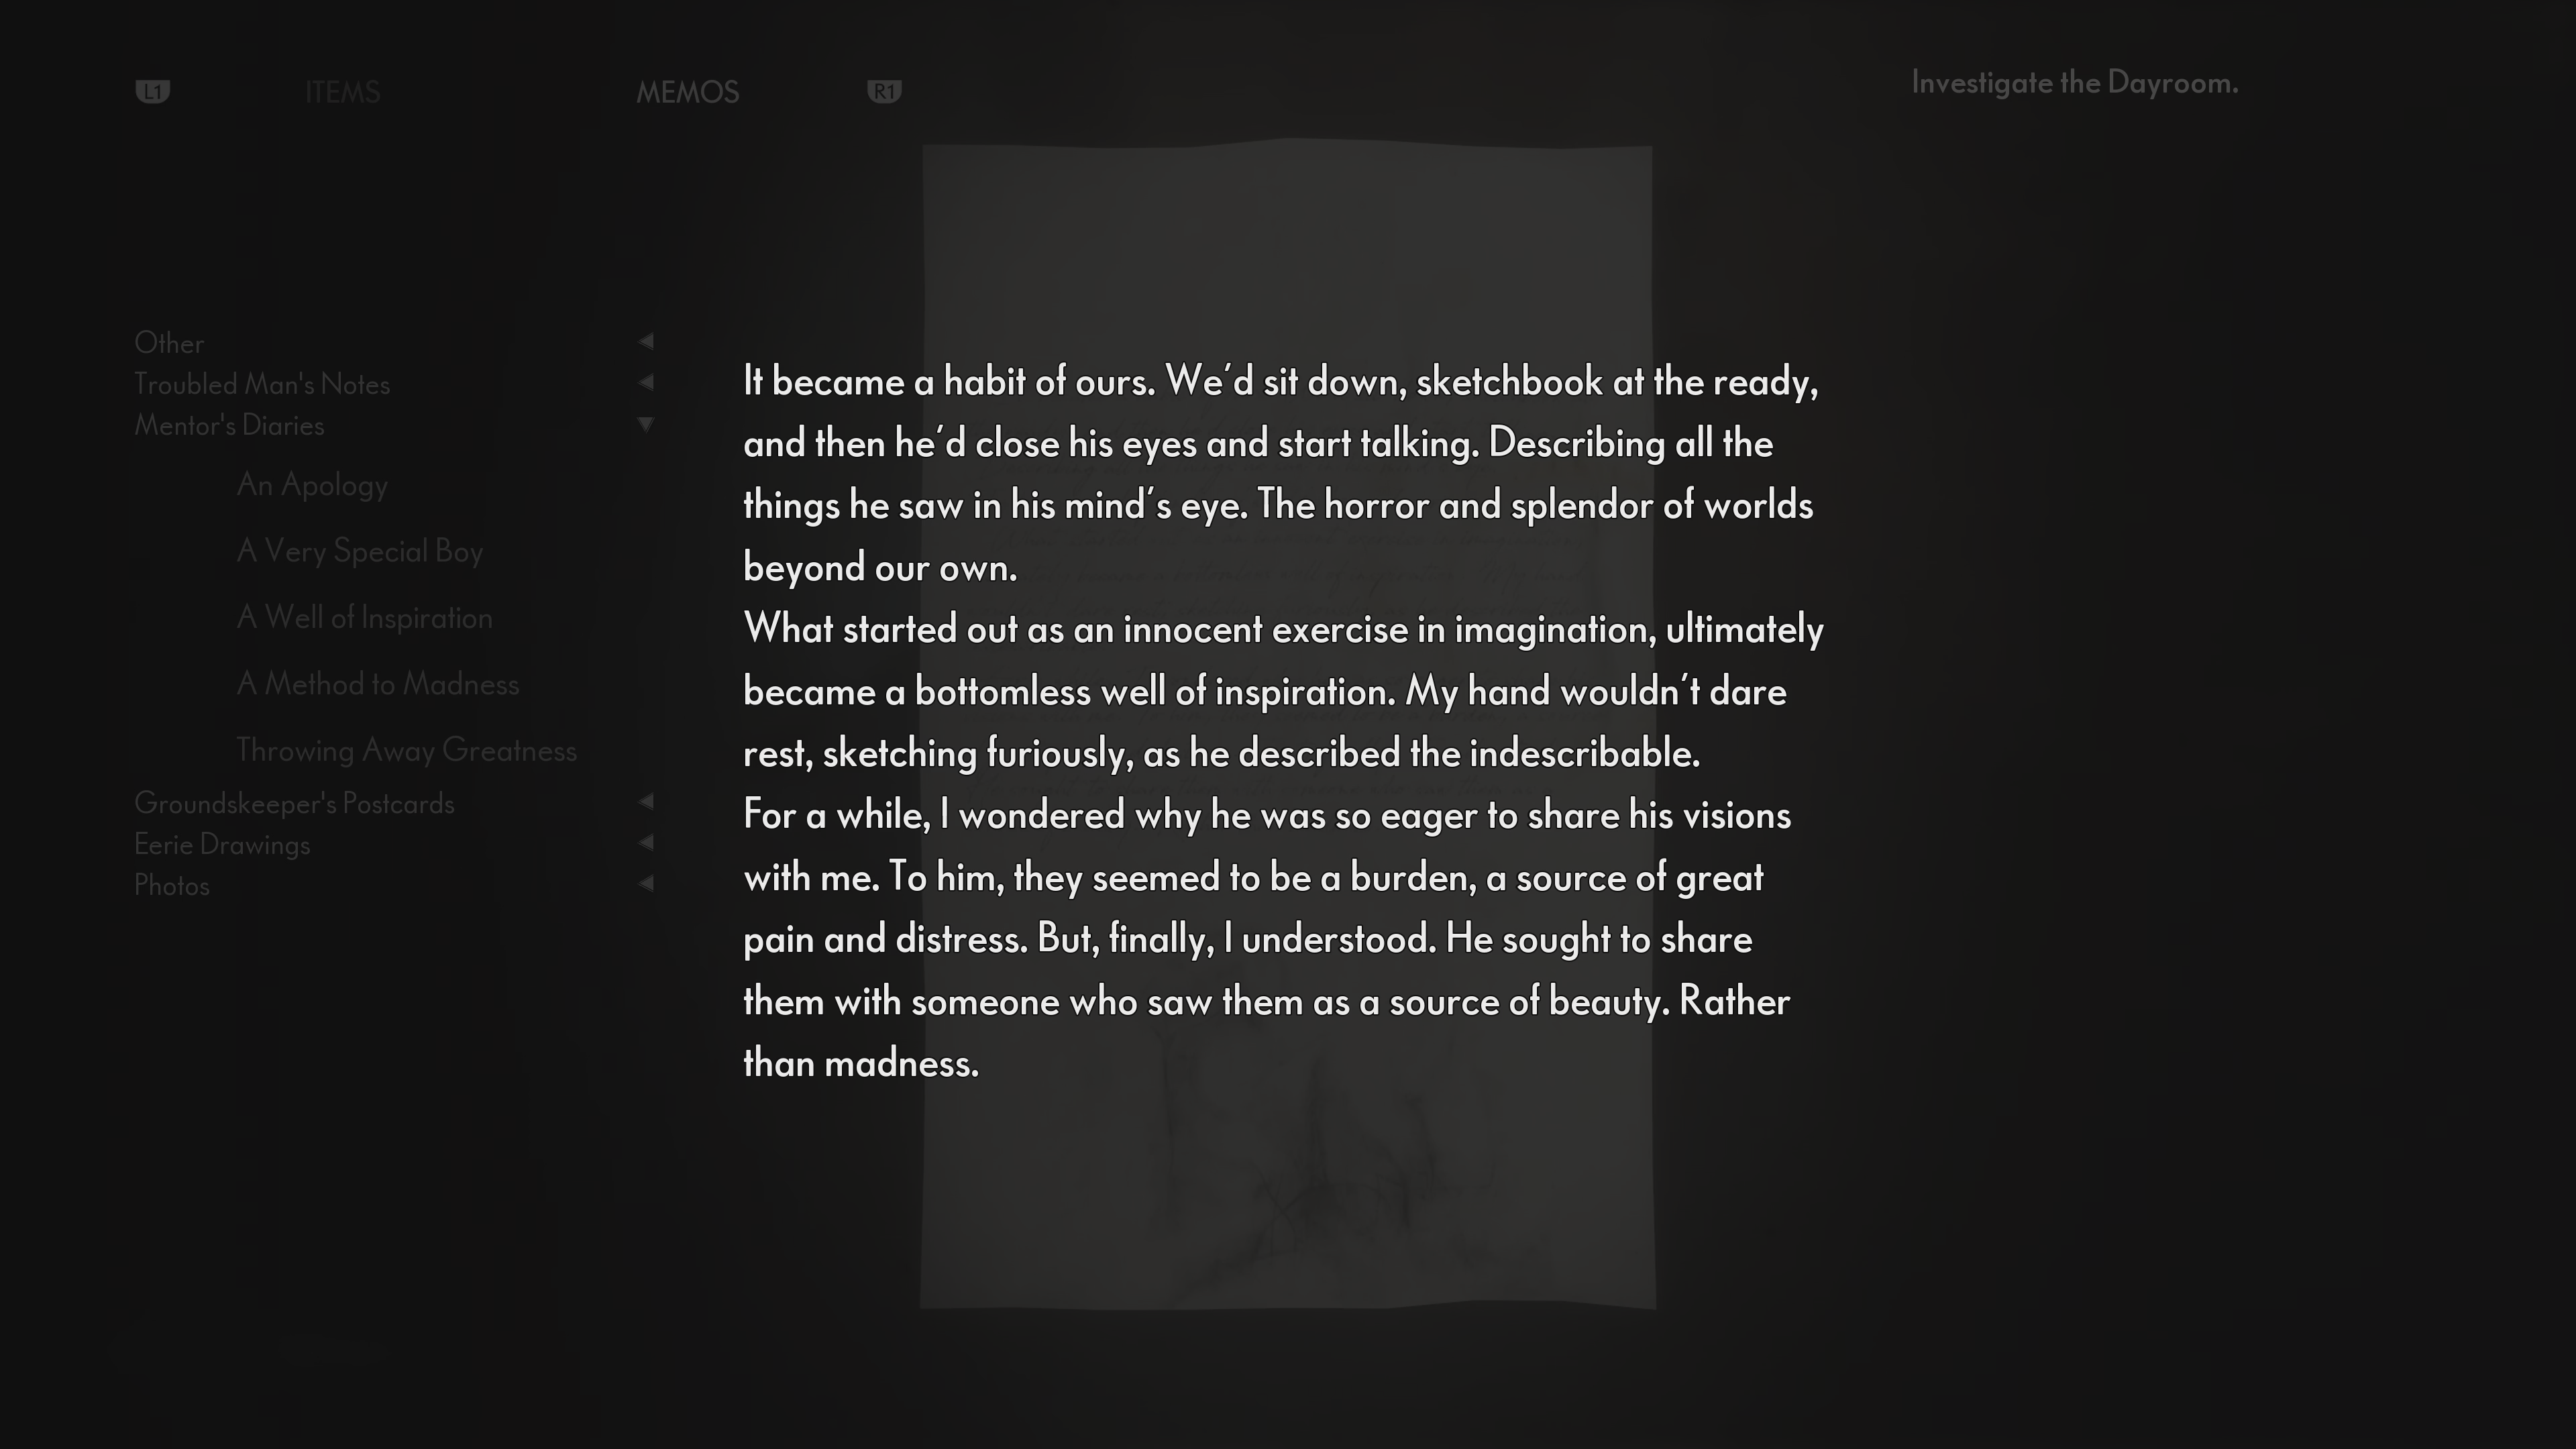 L1
ITEMS
MEMOS
R1
Investigate the Dayroom.
Other
Troubled Man's Notes
Mentor's Diaries
An Apology
A Very Special Boy
A Well of Inspiration
A Method to Madness
Throwing Away Greatness
Groundskeeper's Postcards
Eerie Drawings
Photos
It became a habit of ours. We'd sit down, sketchbook at the ready,
and then he'd close his eyes and start talking. Describing all the
things he saw in his mind's eye. The horror and splendor of worlds
beyond our own.
What started out as an innocent exercise in imagination, ultimately
became a bottomless well of inspiration. My hand wouldn't dare
rest, sketching furiously, as he described the indescribable.
For a while, I wondered why he was so eager to share his visions
with me. To him, they seemed to be a burden, a source of great
pain and distress. But, finally, I understood. He sought to share
them with someone who saw them as a source of beauty. Rather
than madness.